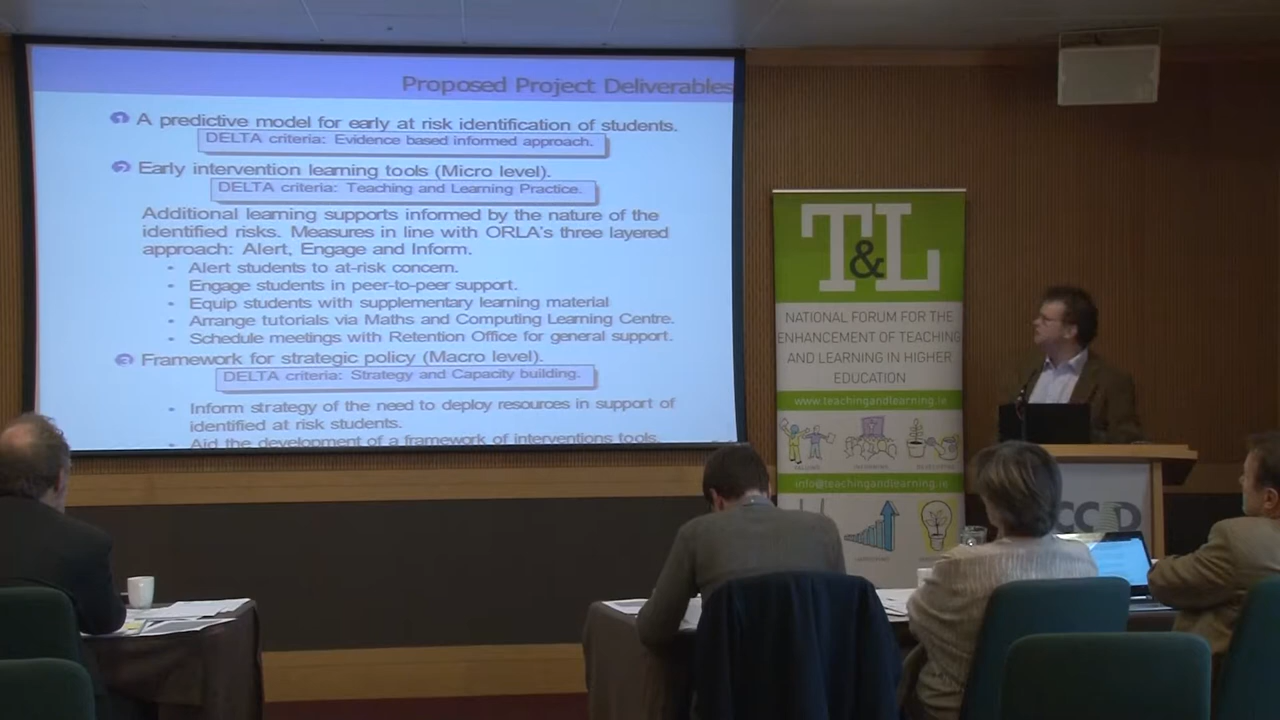 Proposed Project Deliverables
1 A predictive model for early at risk identification of students.
DELTA criteria: Evidence based informed approach.
2 Early intervention learning tools (Micro level).
DELTA criteria: Teaching and Learning Practice.
Additional learning supports informed by the nature of the
identified risks. Measures in line with ORLA's three layered
approach: Alert, Engage and Inform.
• Alert students to at-risk concern.
• Engage students in peer-to-peer support.
• Equip students with supplementary learning material
• Arrange tutorials via Maths and Computing Learning Centre.
• Schedule meetings with Retention Office for general support.
3 Framework for strategic policy (Macro level).
DELTA criteria: Strategy and Capacity building.
• Inform strategy of the need to deploy resources in support of
identified at risk students.
• Aid the development of a framework of interventions tools.
T&L
NATIONAL FORUM FOR THE
ENHANCEMENT OF TEACHING
AND LEARNING IN HIGHER
EDUCATION
www.teachingandlearning.ie
info@teachingandlearning.ie